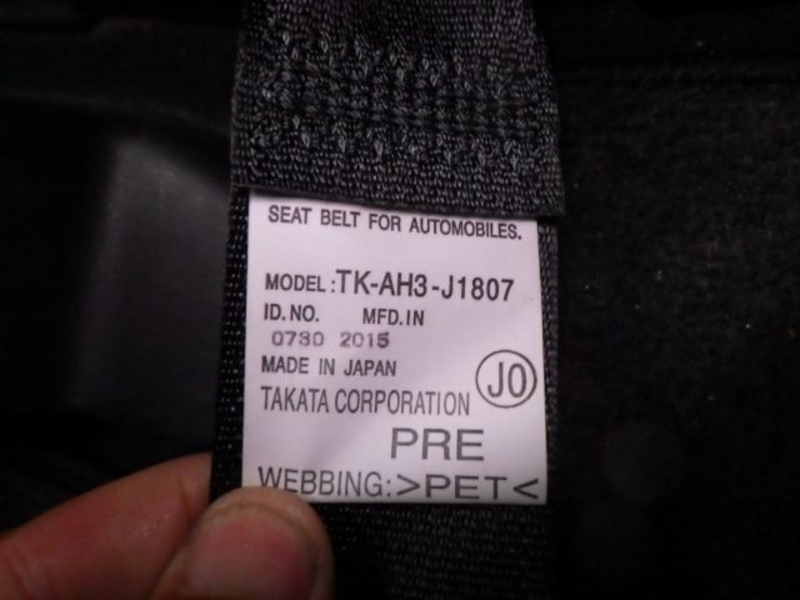 SEAT BELT FOR AUTOMOBILES.
MODEL:TK-AH3-J1807
ID.NO. MFD.IN
0730 2015
MADE IN JAPAN
JO
TAKATA CORPORATION
PRE
WEBBING:>PET<